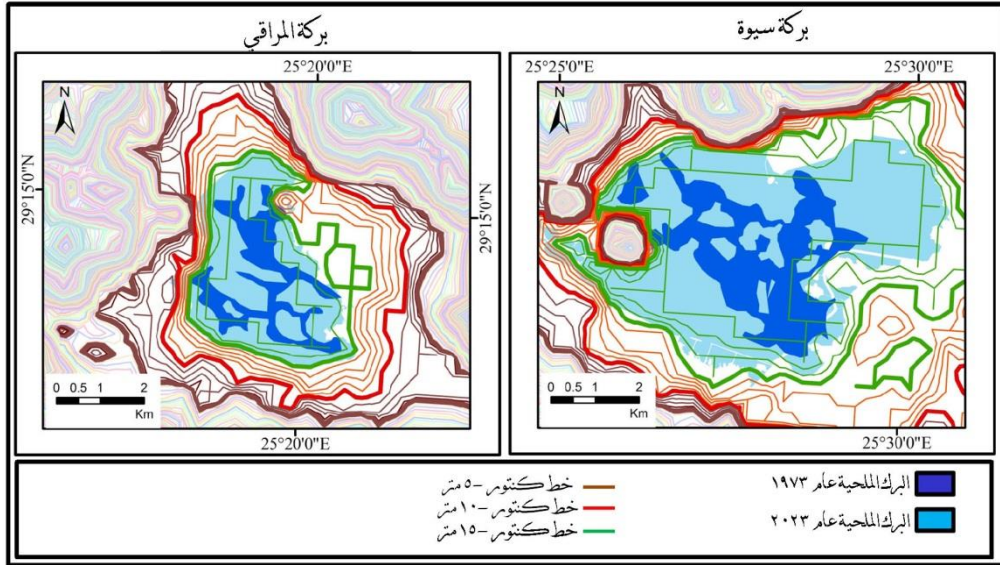 بركة سيوة
بركة المراقي
25°25'0"E
25°30'0"E
25°20'0"E
N
N
29°15'0"N
29°15'0"N
0 0.5 1 2
Km
0 0.5 1 2
Km
25°30'0"E
25°20'0"E
البرك الملحية عام ١٩٧٣
البرك الملحية عام ٢٠٢٣
خط كنتور -٥ متر
خط كنتور -١٠ متر
خط كنتور -١٥ متر